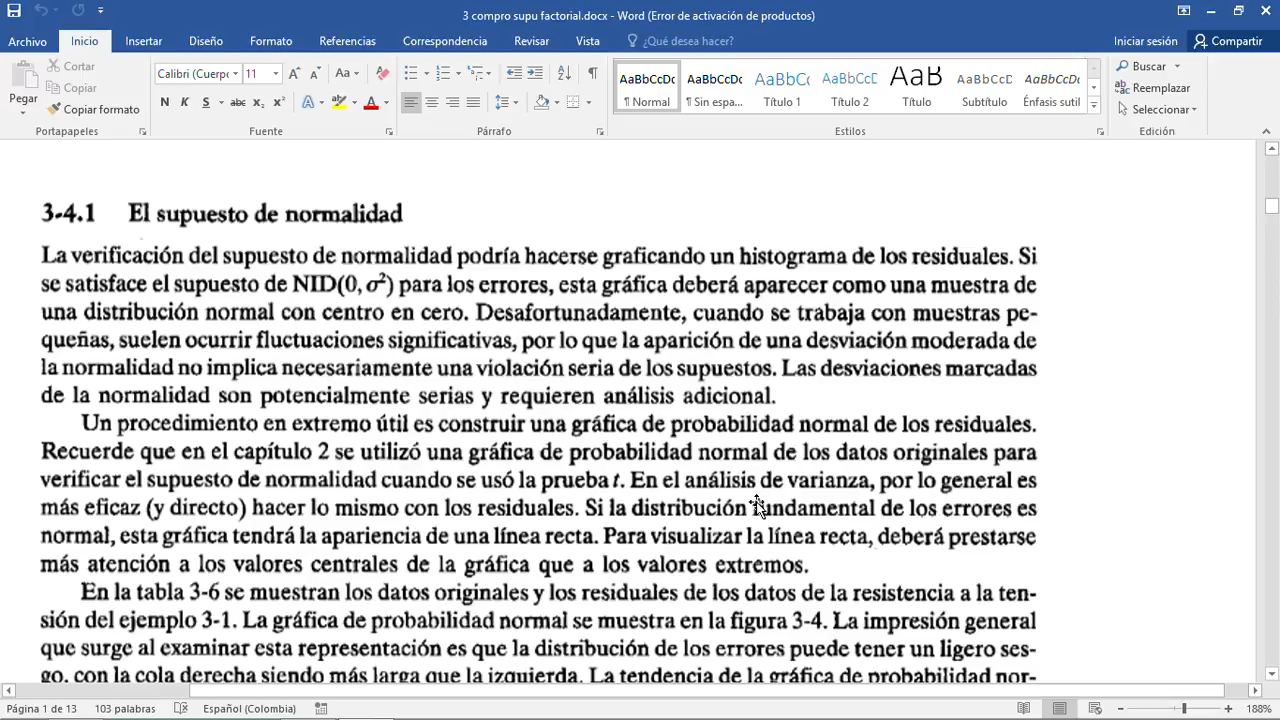 3 compro supu factorial.docx - Word (Error de activación de productos)
Archivo Inicio Insertar Diseño Formato Referencias Correspondencia Revisar Vista ¿Qué desea hacer? Iniciar sesión Compartir
Pegar
Cortar
Copiar
Copiar formato
Portapapeles
Calibri (Cuerpo 11
N K S abc x₂ x²
Aa
A
Fuente
Párrafo
AaBbCcDc AaBbCcDc AaBbCc AaBbCcC AaB AaBbCcD AaBbCcDc
¶ Normal ¶ Sin espa... Título 1 Título 2 Título Subtítulo Énfasis sutil
Estilos
Buscar
Reemplazar
Seleccionar
Edición
3-4.1 El supuesto de normalidad
La verificación del supuesto de normalidad podría hacerse graficando un histograma de los residuales. Si
se satisface el supuesto de NID(0, σ²) para los errores, esta gráfica deberá aparecer como una muestra de
una distribución normal con centro en cero. Desafortunadamente, cuando se trabaja con muestras pe-
queñas, suelen ocurrir fluctuaciones significativas, por lo que la aparición de una desviación moderada de
la normalidad no implica necesariamente una violación seria de los supuestos. Las desviaciones marcadas
de la normalidad son potencialmente serias y requieren análisis adicional.
Un procedimiento en extremo útil es construir una gráfica de probabilidad normal de los residuales.
Recuerde que en el capítulo 2 se utilizó una gráfica de probabilidad normal de los datos originales para
verificar el supuesto de normalidad cuando se usó la prueba t. En el análisis de varianza, por lo general es
más eficaz (y directo) hacer lo mismo con los residuales. Si la distribución fundamental de los errores es
normal, esta gráfica tendrá la apariencia de una línea recta. Para visualizar la línea recta, deberá prestarse
más atención a los valores centrales de la gráfica que a los valores extremos.
En la tabla 3-6 se muestran los datos originales y los residuales de los datos de la resistencia a la ten-
sión del ejemplo 3-1. La gráfica de probabilidad normal se muestra en la figura 3-4. La impresión general
que surge al examinar esta representación es que la distribución de los errores puede tener un ligero ses-
go, con la cola derecha siendo más larga que la izquierda. La tendencia de la gráfica de probabilidad nor-
Página 1 de 13 103 palabras Español (Colombia) 188%